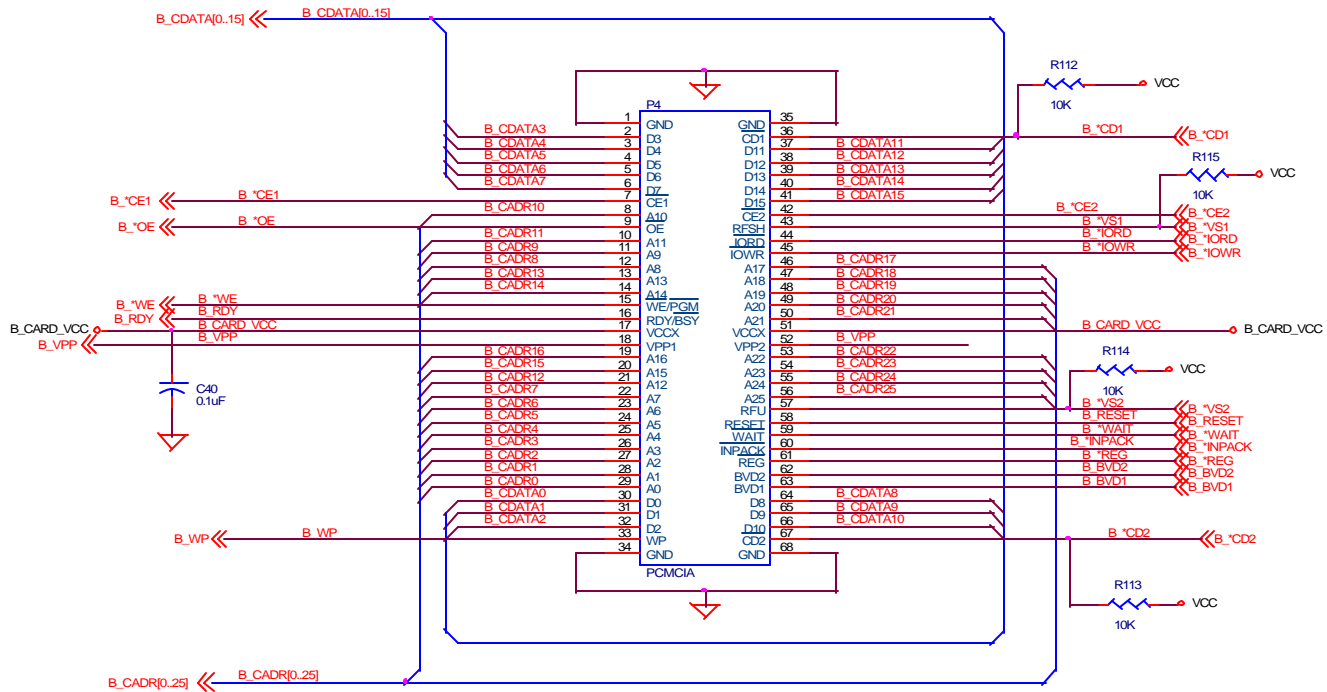 B_CDATA[0..15] B_CDATA[0..15]
R112
VCC
10K
P4
1 GND GND 35
B_CDATA3 2 D3 CD1 36 B_*CD1 B_*CD1
B_CDATA4 3 D4 D11 37 B_CDATA11
B_CDATA5 4 D5 D12 38 B_CDATA12
R115
B_CDATA6 5 D6 D13 39 B_CDATA13
VCC
B_CDATA7 6 D7 D14 40 B_CDATA14
10K
B_*CE1 B_*CE1 7 CE1 D15 41 B_CDATA15
B_CADR10 8 A10 CE2 42 B_*CE2 B_*CE2
B_*OE B_*OE 9 OE RFSH 43 B_*VS1 B_*VS1
B_CADR11 10 A11 IORD 44 B_*IORD B_*IORD
B_CADR9 11 A9 IOWR 45 B_*IOWR B_*IOWR
B_CADR8 12 A8 A17 46 B_CADR17
B_CADR13 13 A13 A18 47 B_CADR18
B_CADR14 14 A14 A19 48 B_CADR19
B_*WE B_*WE 15 WE/PGM A20 49 B_CADR20
B_RDY B_RDY 16 RDY/BSY A21 50 B_CADR21
B_CARD_VCC B_CARD_VCC 17 VCCX VCCX 51 B_CARD_VCC B_CARD_VCC
B_VPP B_VPP 18 VPP1 VPP2 52 B_VPP
B_CADR16 19 A16 A22 53 B_CADR22
R114
B_CADR15 20 A15 A23 54 B_CADR23
VCC
B_CADR12 21 A12 A24 55 B_CADR24
C40
0.1uF
10K
B_CADR7 22 A7 A25 56 B_CADR25
B_CADR6 23 A6 RFU 57 B_*VS2 B_*VS2
B_CADR5 24 A5 RESET 58 B_RESET B_RESET
B_CADR4 25 A4 WAIT 59 B_*WAIT B_*WAIT
B_CADR3 26 A3 INPACK 60 B_*INPACK B_*INPACK
B_CADR2 27 A2 REG 61 B_*REG B_*REG
B_CADR1 28 A1 BVD2 62 B_BVD2 B_BVD2
B_CADR0 29 A0 BVD1 63 B_BVD1 B_BVD1
B_CDATA0 30 D0 D8 64 B_CDATA8
B_CDATA1 31 D1 D9 65 B_CDATA9
B_CDATA2 32 D2 D10 66 B_CDATA10
B_WP B_WP 33 WP CD2 67 B_*CD2 B_*CD2
34 GND GND 68
PCMCIA
R113
VCC
10K
B_CADR[0..25] B_CADR[0..25]